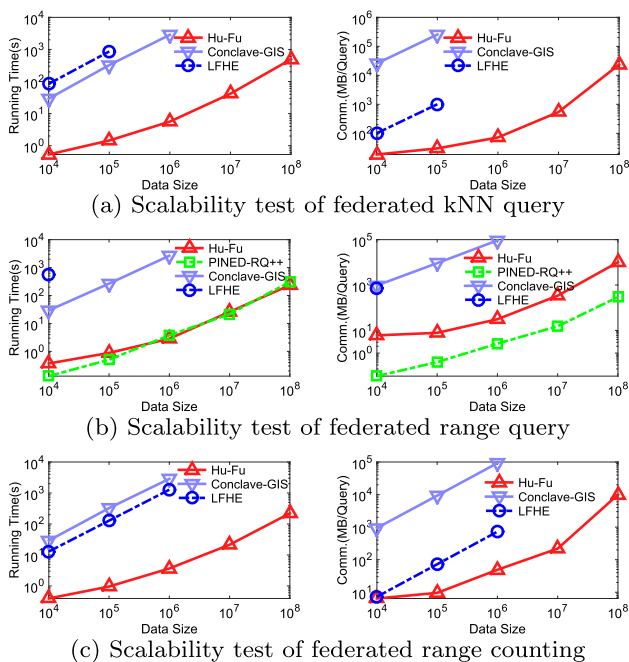 Running Time(s)
10^4
10^3
10^2
10^1
10^0
Hu-Fu
Conclave-GIS
LFHE
10^4 10^5 10^6 10^7 10^8
Data Size
Comm.(MB/Query)
10^6
10^5
10^4
10^3
10^2
Hu-Fu
Conclave-GIS
LFHE
10^4 10^5 10^6 10^7 10^8
Data Size
(a) Scalability test of federated kNN query
Running Time(s)
10^4
10^3
10^2
10^1
10^0
Hu-Fu
PINED-RQ++
Conclave-GIS
LFHE
10^4 10^5 10^6 10^7 10^8
Data Size
Comm.(MB/Query)
10^5
10^3
10^1
10^0
Hu-Fu
PINED-RQ++
Conclave-GIS
LFHE
10^4 10^5 10^6 10^7 10^8
Data Size
(b) Scalability test of federated range query
Running Time(s)
10^4
10^3
10^2
10^1
10^0
Hu-Fu
Conclave-GIS
LFHE
10^4 10^5 10^6 10^7 10^8
Data Size
Comm.(MB/Query)
10^5
10^4
10^3
10^2
10^1
Hu-Fu
Conclave-GIS
LFHE
10^4 10^5 10^6 10^7 10^8
Data Size
(c) Scalability test of federated range counting